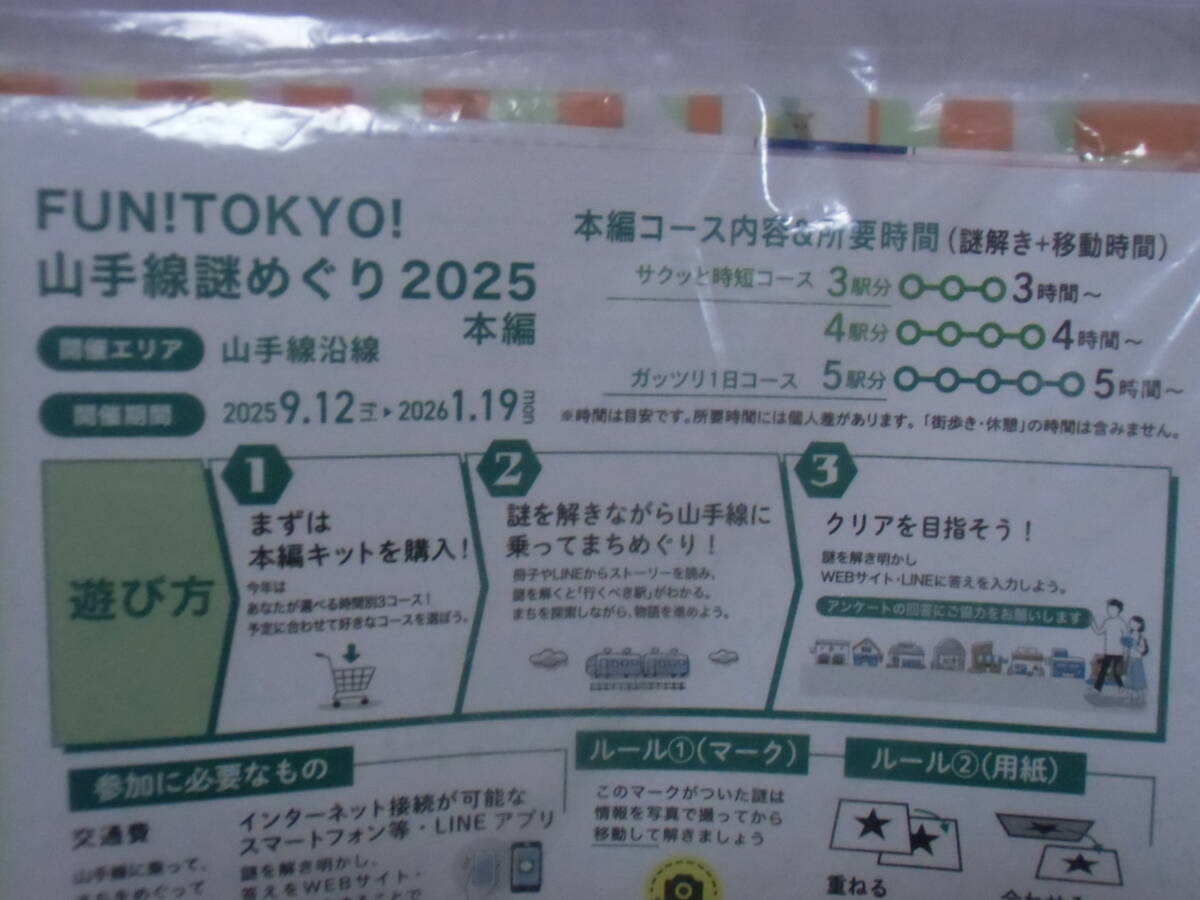 FUN!TOKYO!
山手線謎めぐり2025
本編
開催エリア 山手線沿線
開催期間 2025 9.12 ▸ 2026 1.19 mon
本編コース内容&所要時間(謎解き+移動時間)
サクッと時短コース 3駅分 3時間~
4駅分 4時間~
ガッツリ1日コース 5駅分 5時間~
※時間は目安です。所要時間には個人差があります。「街歩き・休憩」の時間は含みません。
遊び方
1
まずは
本編キットを購入!
今年は
あなたが選べる時間別3コース!
予定に合わせて好きなコースを選ぼう。
2
謎を解きながら山手線に
乗ってまちめぐり!
冊子やLINEからストーリーを読み、
謎を解くと「行くべき駅」がわかる。
まちを探索しながら、物語を進めよう。
3
クリアを目指そう!
謎を解き明かし
WEBサイト・LINEに答えを入力しよう。
アンケートの回答にご協力をお願いします
参加に必要なもの
交通費
山手線に乗って、
インターネット接続が可能な
スマートフォン等・LINEアプリ
謎を解き明かし、
答えをWEBサイト・
ルール①(マーク)
このマークがついた謎は
情報を写真で撮ってから
移動して解きましょう
ルール②(用紙)
重ねる